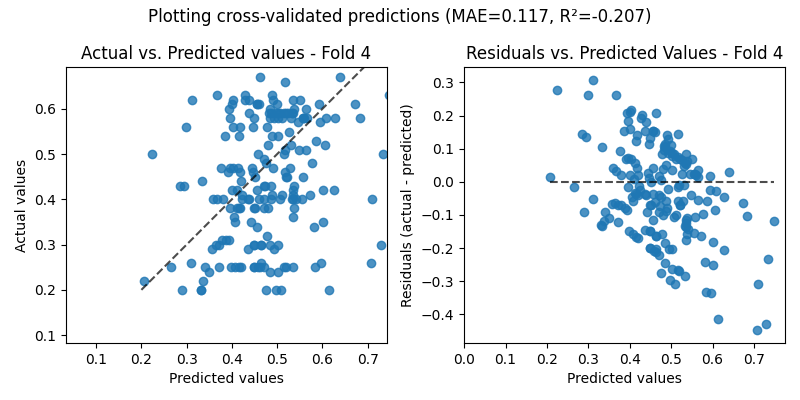 Plotting cross-validated predictions (MAE=0.117, R²=-0.207)
Actual vs. Predicted values - Fold 4
Actual values
0.6
0.5
0.4
0.3
0.2
0.1
0.1 0.2 0.3 0.4 0.5 0.6 0.7
Predicted values
Residuals vs. Predicted Values - Fold 4
Residuals (actual - predicted)
0.3
0.2
0.1
0.0
−0.1
−0.2
−0.3
−0.4
0.0 0.1 0.2 0.3 0.4 0.5 0.6 0.7
Predicted values